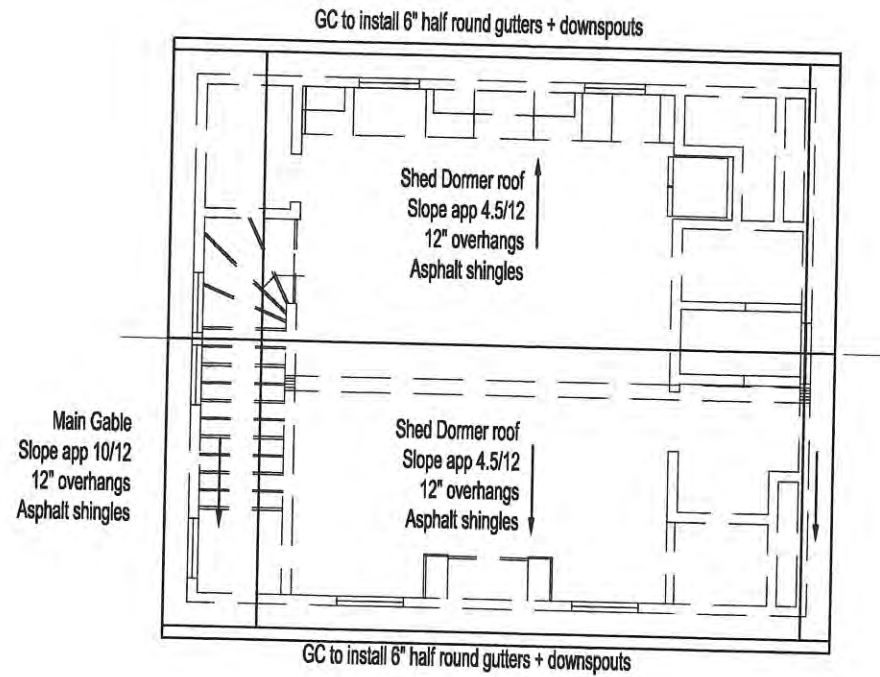 GC to install 6" half round gutters + downspouts
Shed Dormer roof
Slope app 4.5/12
12" overhangs
Asphalt shingles
Main Gable
Slope app 10/12
12" overhangs
Asphalt shingles
Shed Dormer roof
Slope app 4.5/12
12" overhangs
Asphalt shingles
GC to install 6" half round gutters + downspouts